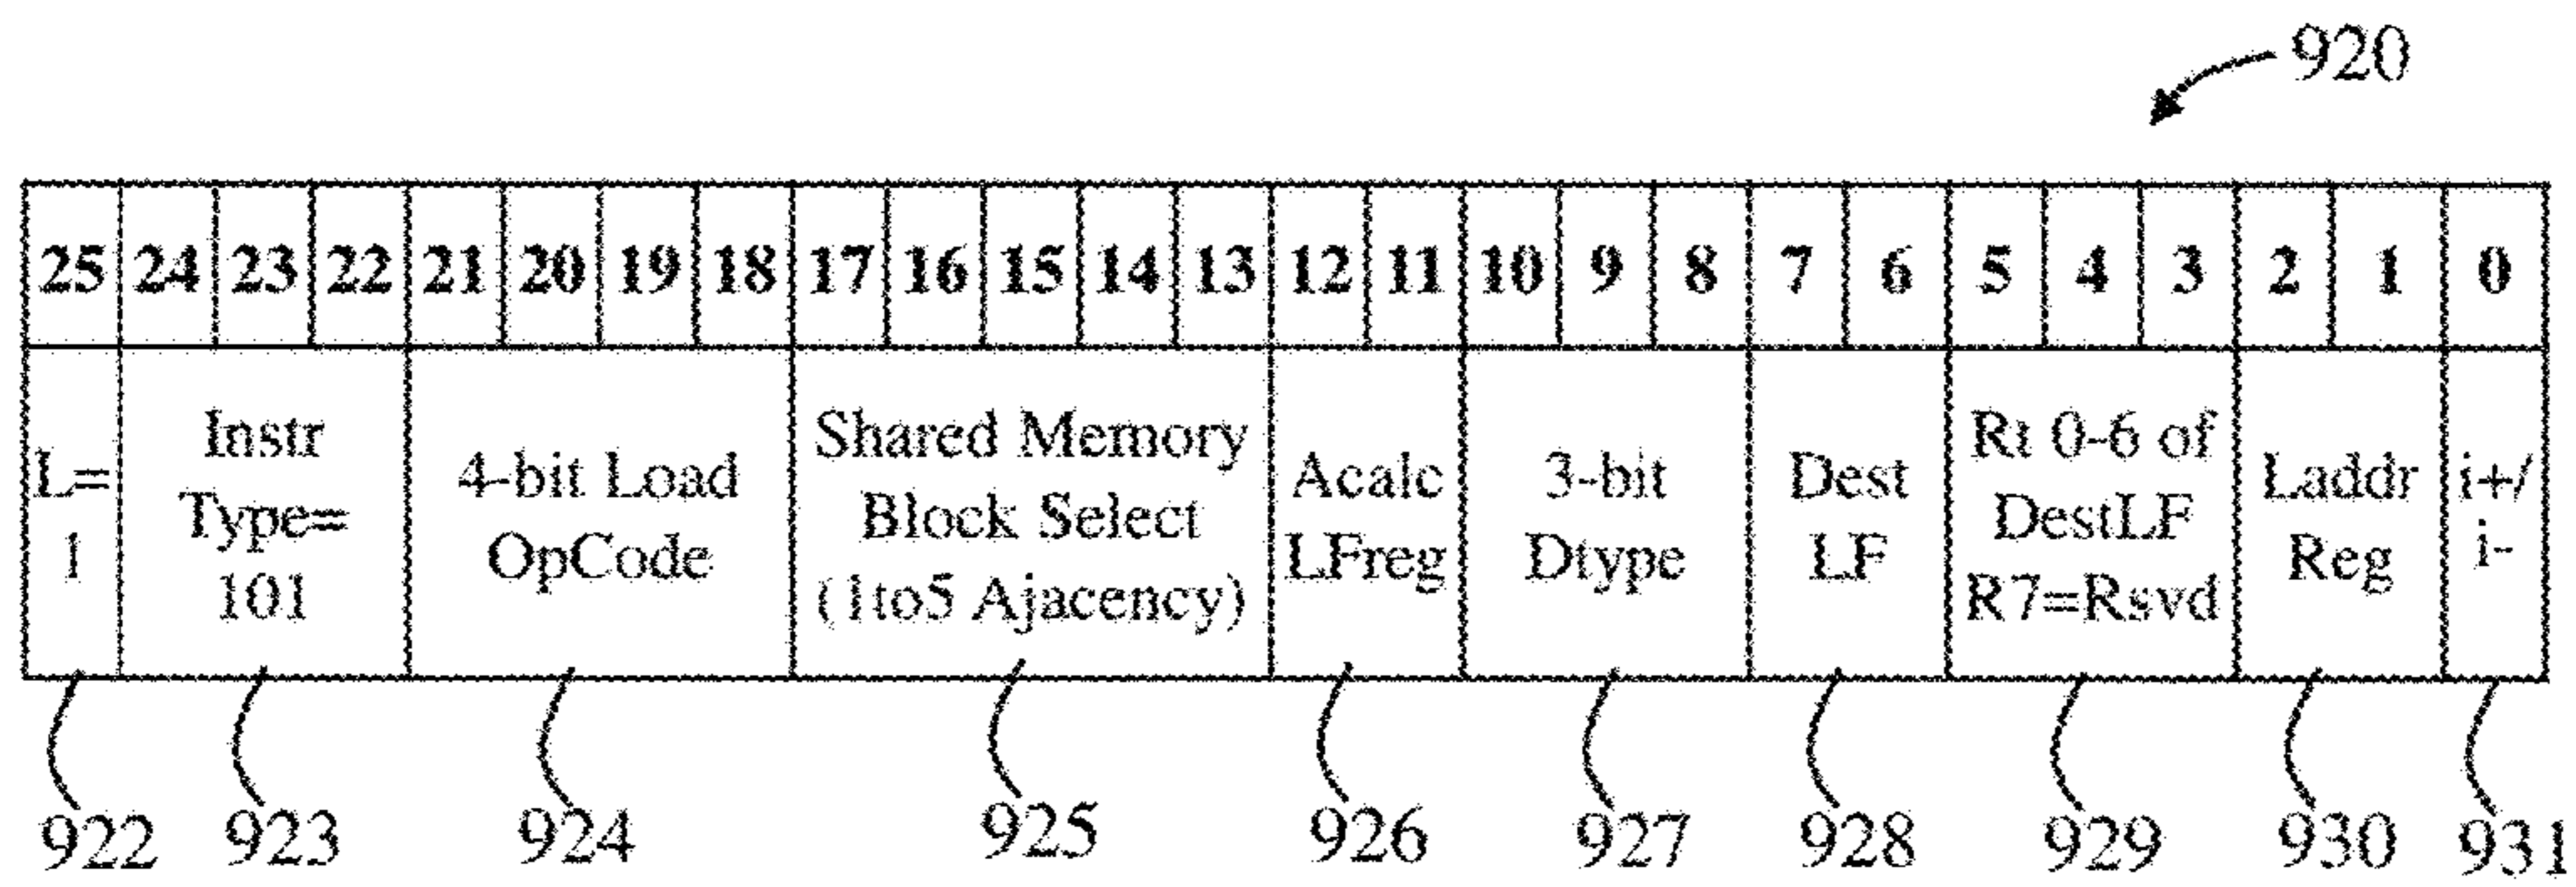 920
25 24 23 22 21 20 19 18 17 16 15 14 13 12 11 10 9 8 7 6 5 4 3 2 1 0
L=
1
Instr
Type=
101
4-bit Load
OpCode
Shared Memory
Block Select
(1to5 Ajacency)
Acalc
LFreg
3-bit
Dtype
Dest
LF
Rt 0-6 of
DestLF
R7=Rsvd
Laddr
Reg
i+/
i-
922 923 924 925 926 927 928 929 930 931